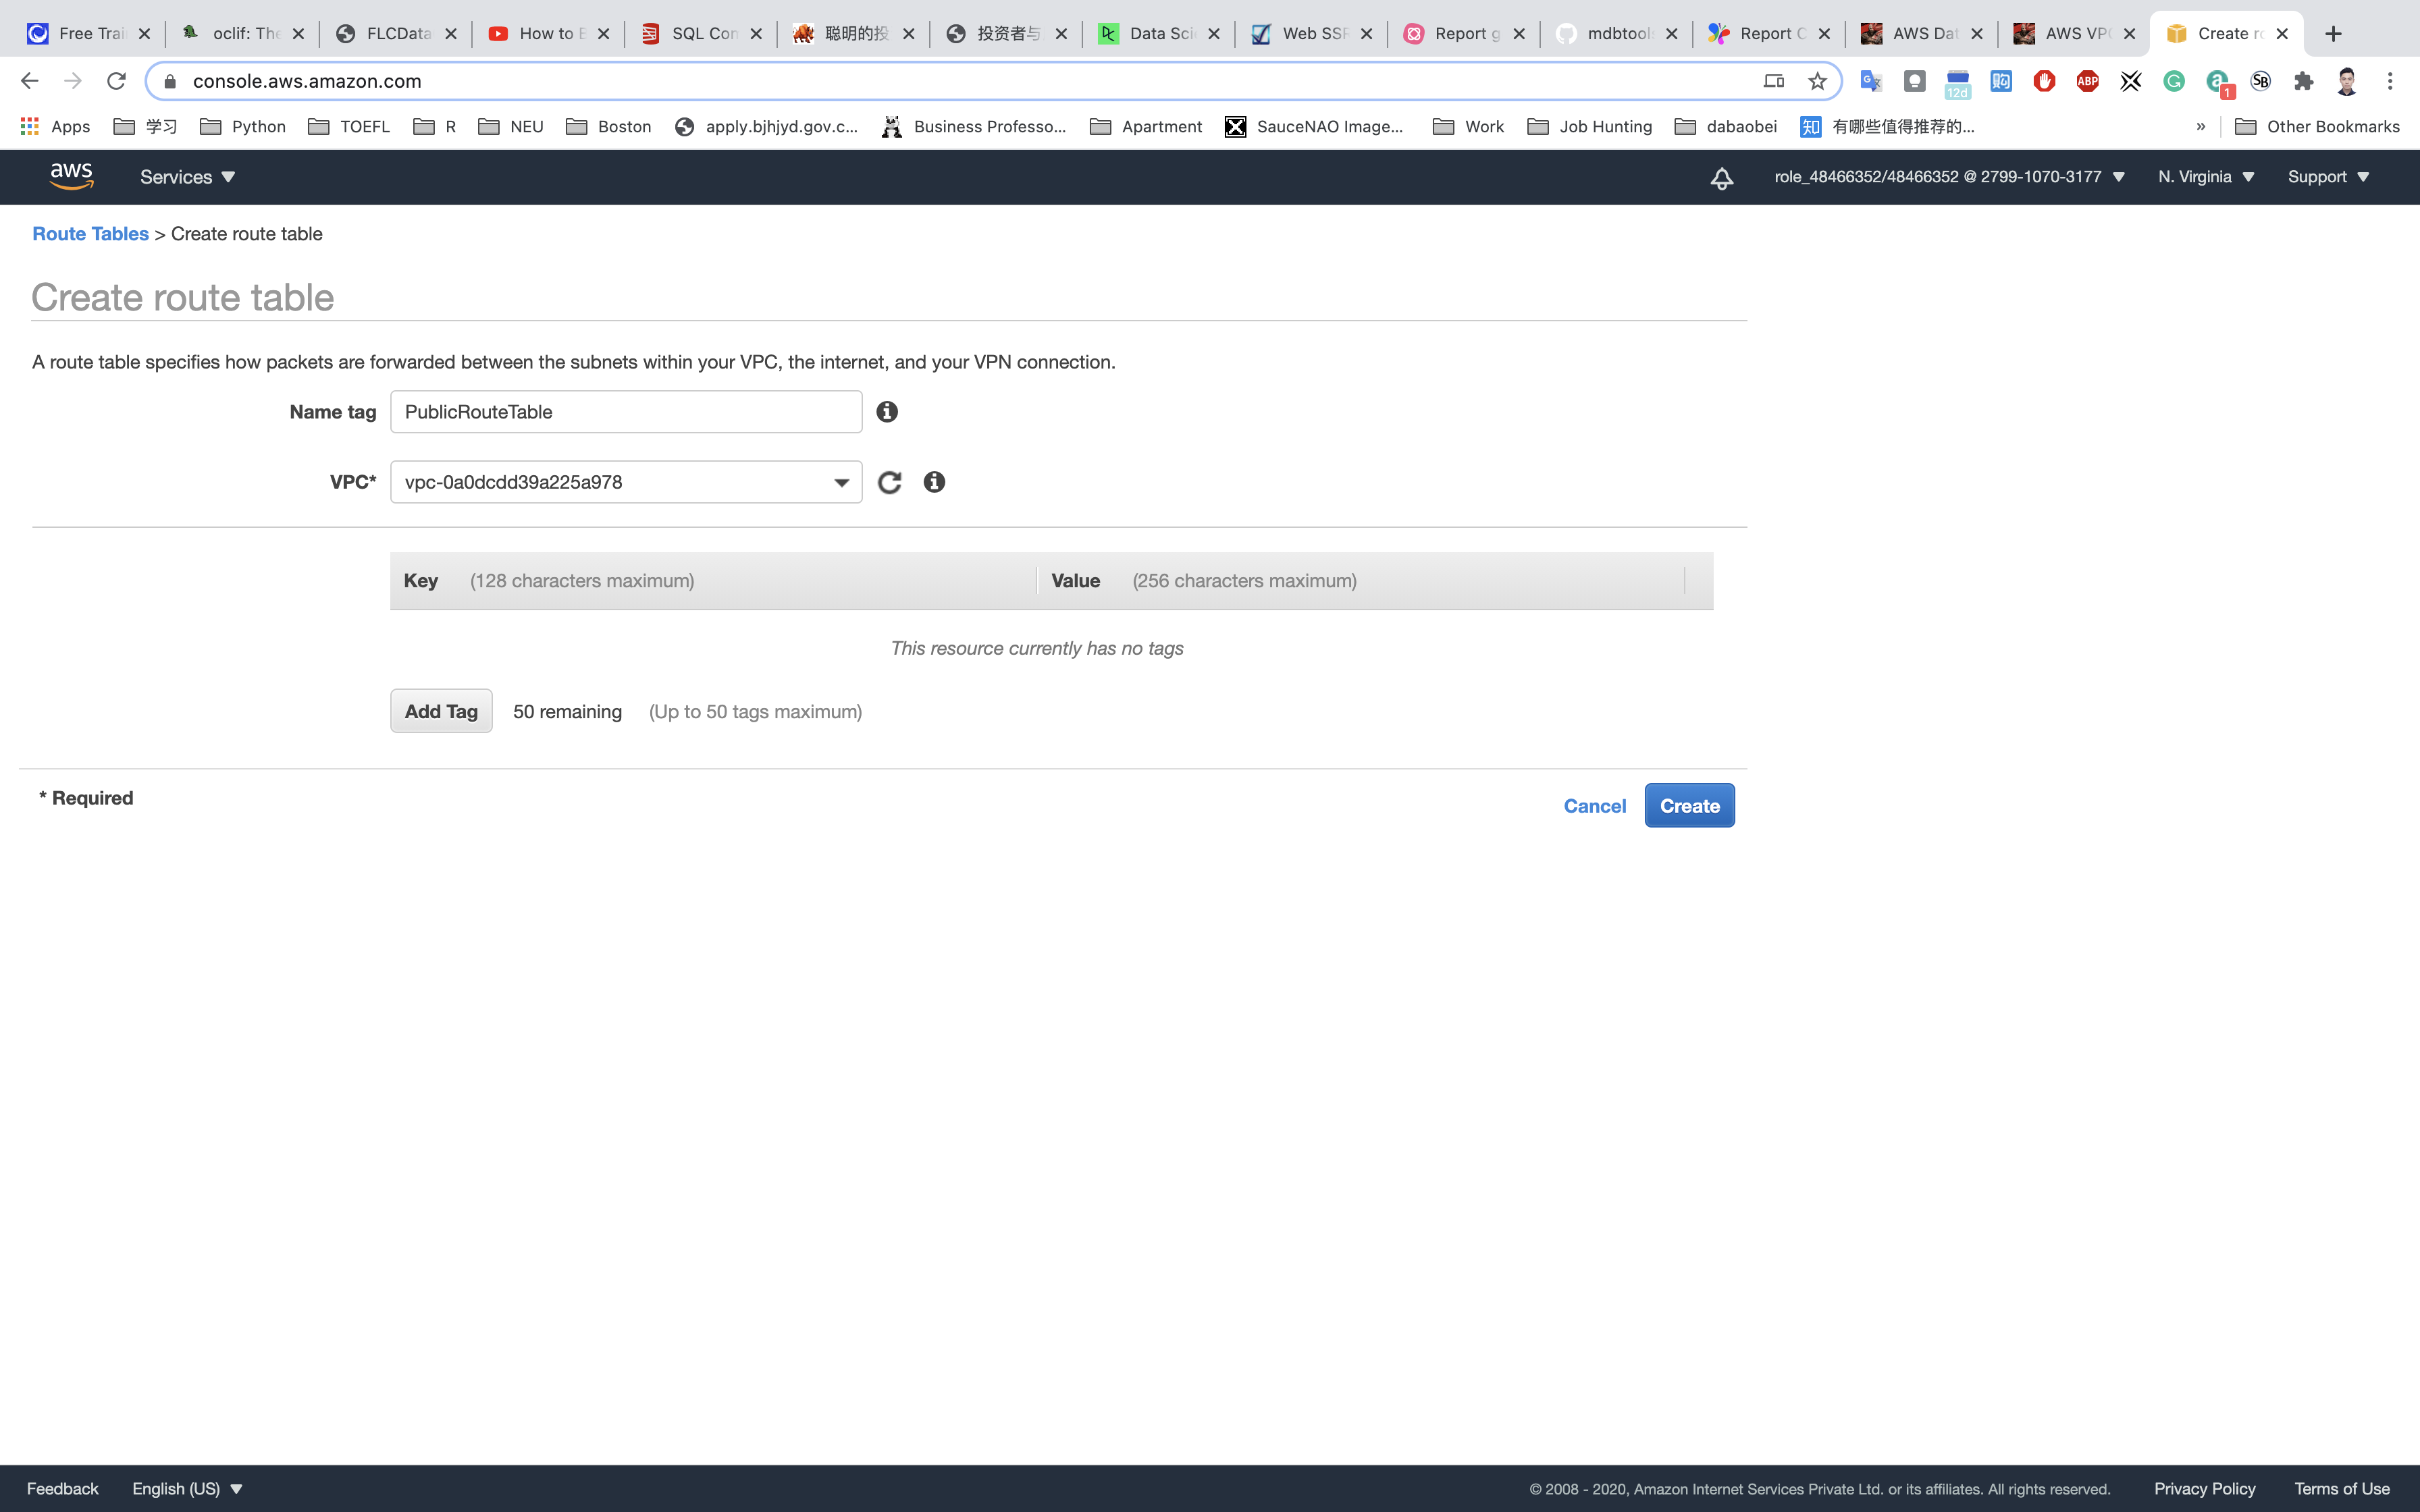 Free Trai oclif: The FLCData How to E SQL Con 聪明的投 投资者与 Data Sci Web SSF Report g mdbtools Report C AWS Dat AWS VPC Create ro
console.aws.amazon.com 12d ABP 1 SB
Apps 学习 Python TOEFL R NEU Boston apply.bjhjyd.gov.c... Business Professo... Apartment SauceNAO Image... Work Job Hunting dabaobei 知 有哪些值得推荐的... » Other Bookmarks
aws Services role_48466352/48466352 @ 2799-1070-3177 N. Virginia Support
Route Tables > Create route table
Create route table
A route table specifies how packets are forwarded between the subnets within your VPC, the internet, and your VPN connection.
Name tag PublicRouteTable
VPC* vpc-0a0dcdd39a225a978
Key (128 characters maximum) Value (256 characters maximum)
This resource currently has no tags
Add Tag 50 remaining (Up to 50 tags maximum)
* Required Cancel Create
Feedback English (US) © 2008 - 2020, Amazon Internet Services Private Ltd. or its affiliates. All rights reserved. Privacy Policy Terms of Use